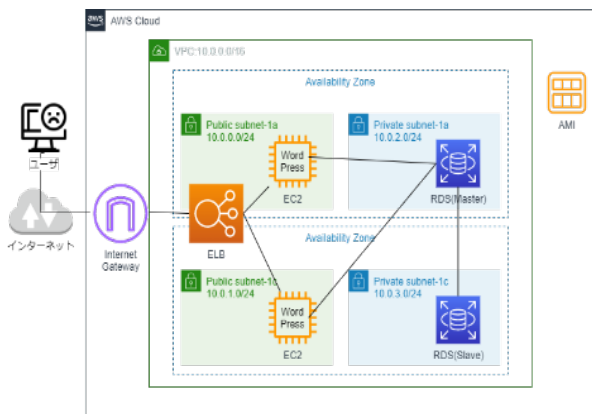 aws
AWS Cloud
VPC:10.0.0.0/16
Availability Zone
Public subnet-1a
10.0.0.0/24
Private subnet-1a
10.0.2.0/24
AMI
ユーザ
Word
Press
EC2
RDS(Master)
インターネット
Internet
Gateway
ELB
Availability Zone
Public subnet-1c
10.0.1.0/24
Private subnet-1c
10.0.3.0/24
Word
Press
EC2
RDS(Slave)